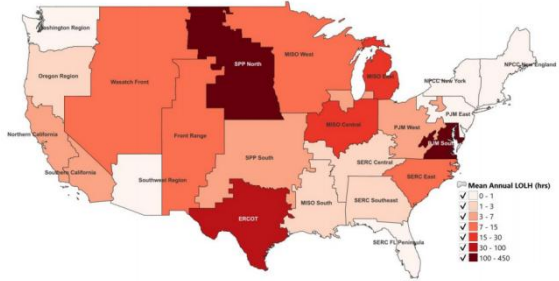 Washington Region
Oregon Region
Wasatch Front
Northern California
Southern California
Southwest Region
Front Range
SPP North
SPP South
ERCOT
MISO West
MISO East
MISO Central
MISO South
SERC Central
SERC Southeast
SERC East
SERC FL Peninsula
PJM West
PJM South
PJM East
NPCC New York
NPCC New England
Mean Annual LOLH (hrs)
0 - 1
1 - 3
3 - 7
7 - 15
15 - 30
30 - 100
100 - 450